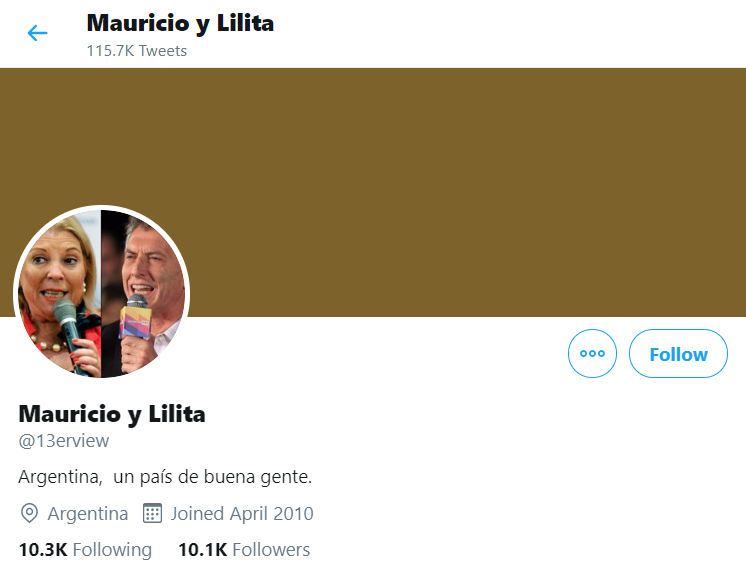 Mauricio y Lilita
115.7K Tweets
Follow
Mauricio y Lilita
@13erview
Argentina, un país de buena gente.
Argentina Joined April 2010
10.3K Following 10.1K Followers